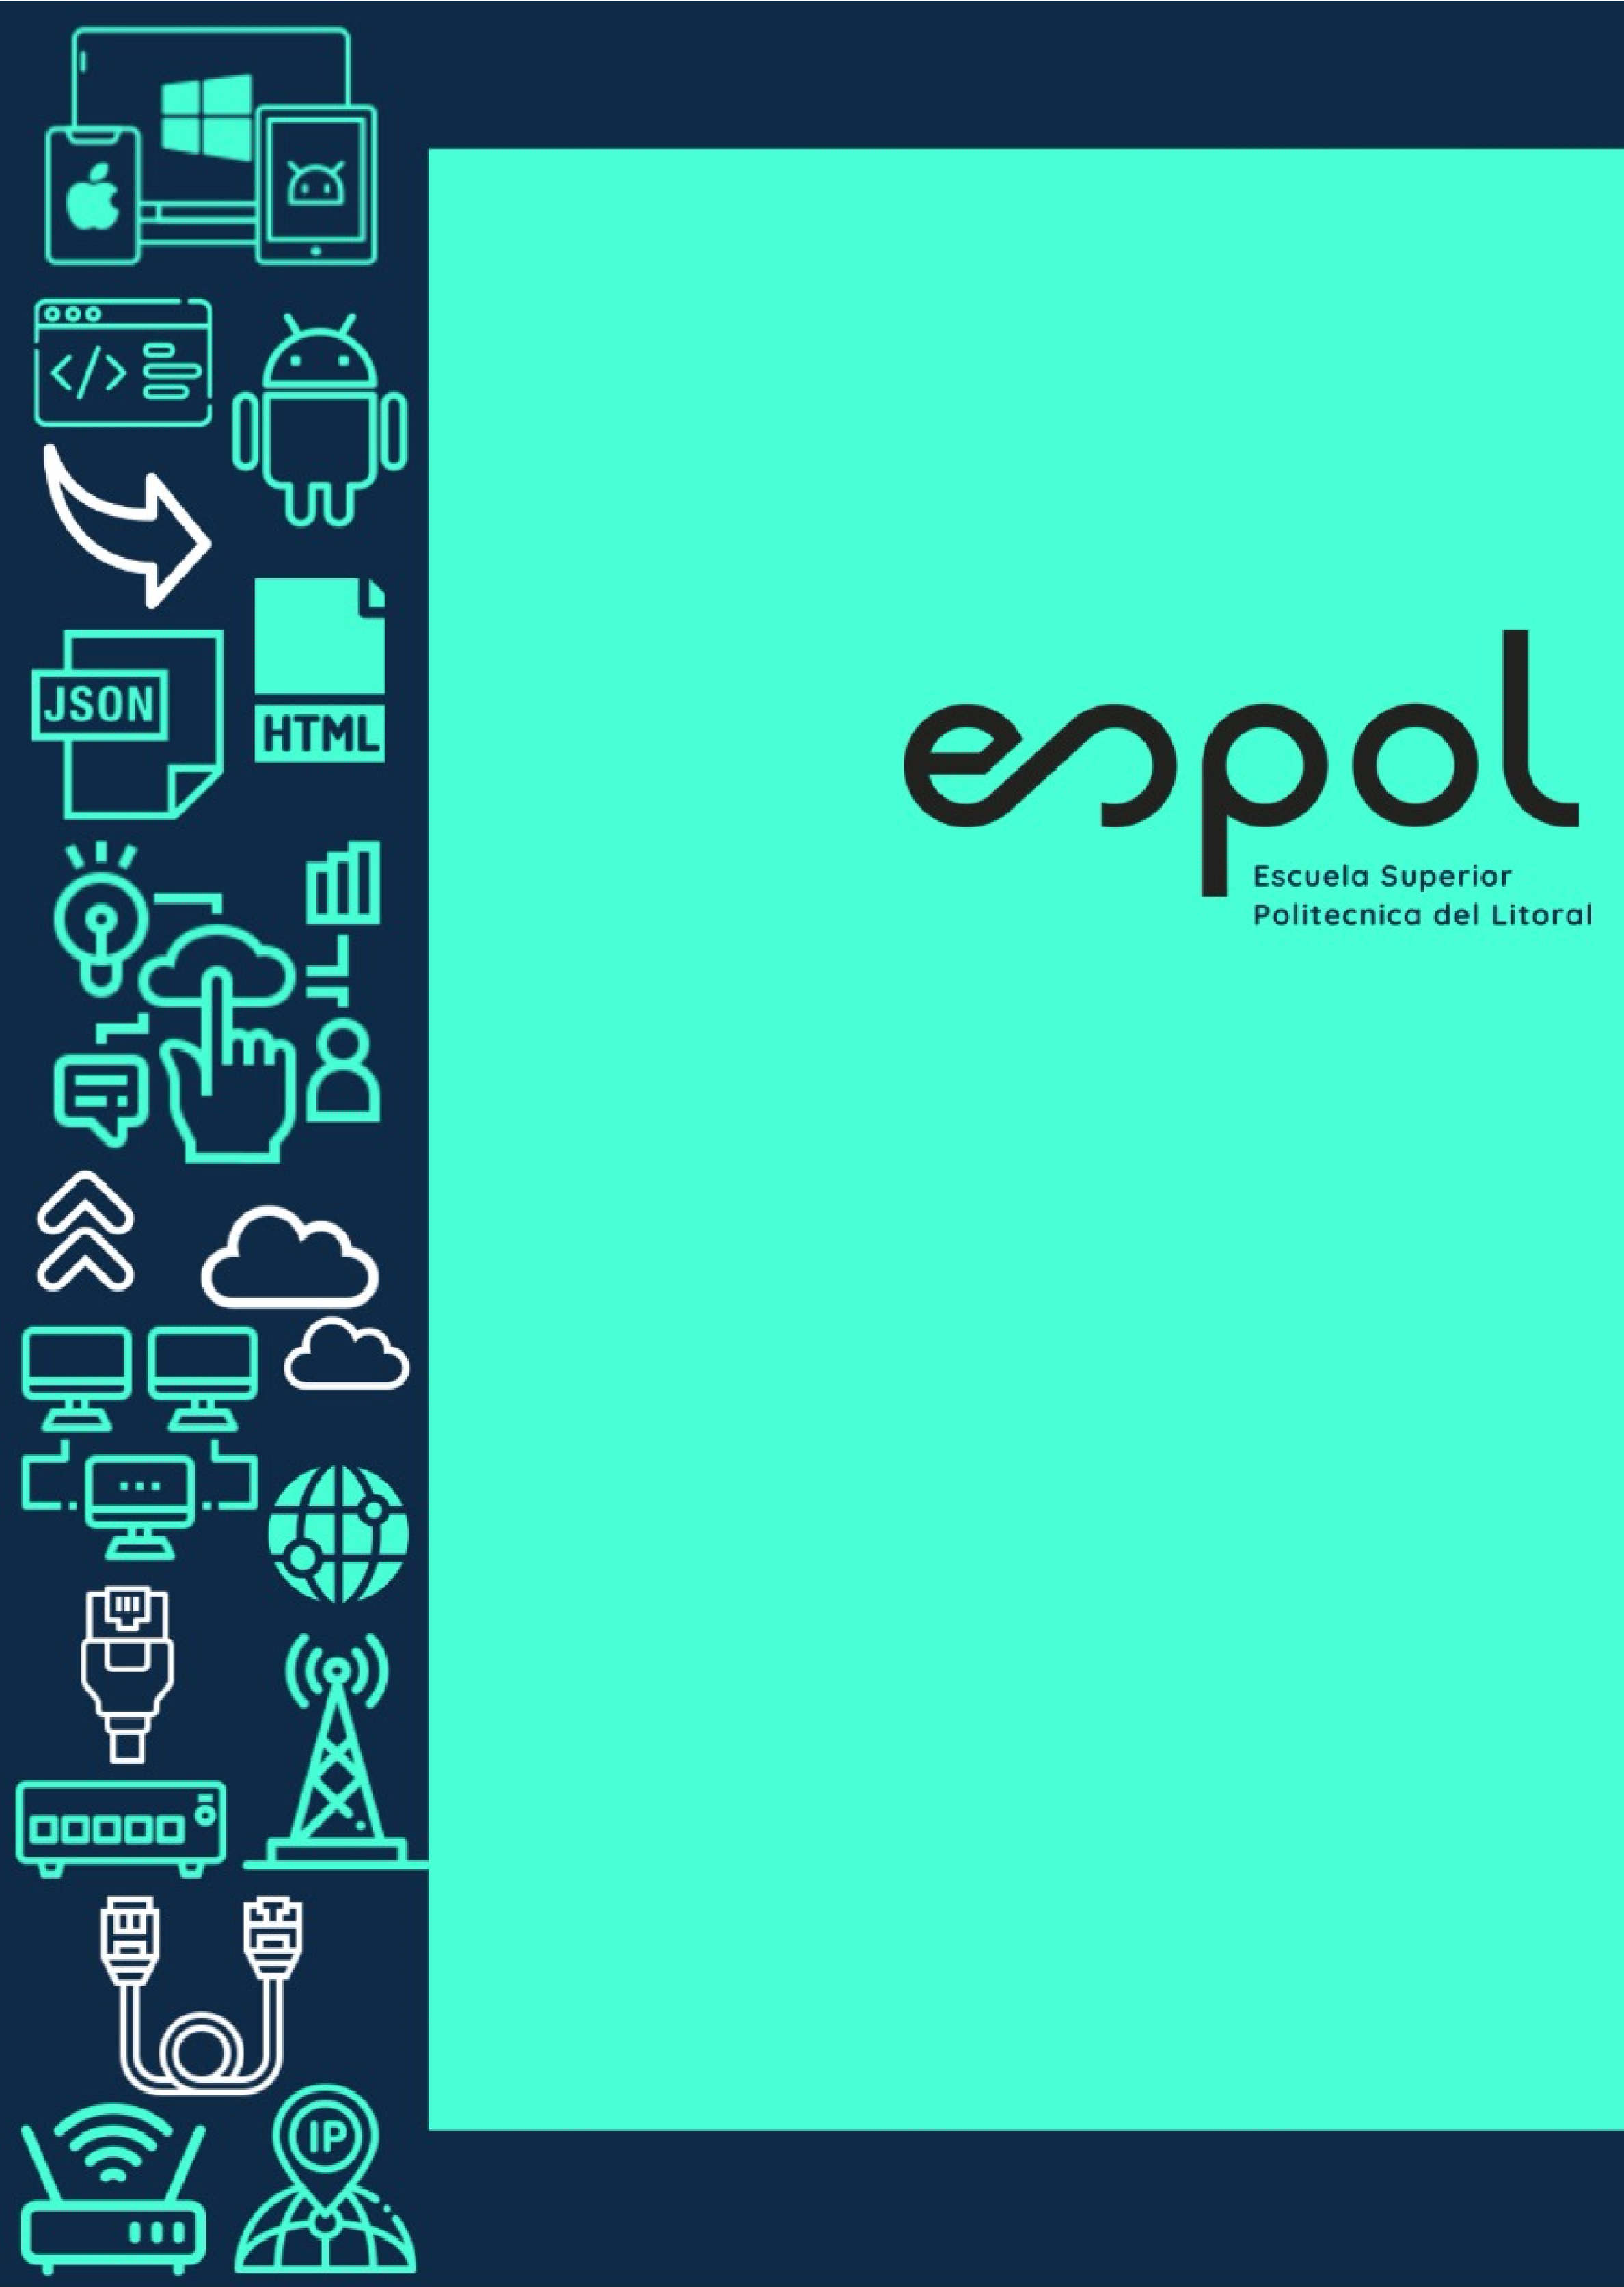 </>
JSON
HTML
espol
Escuela Superior
Politecnica del Litoral
IP